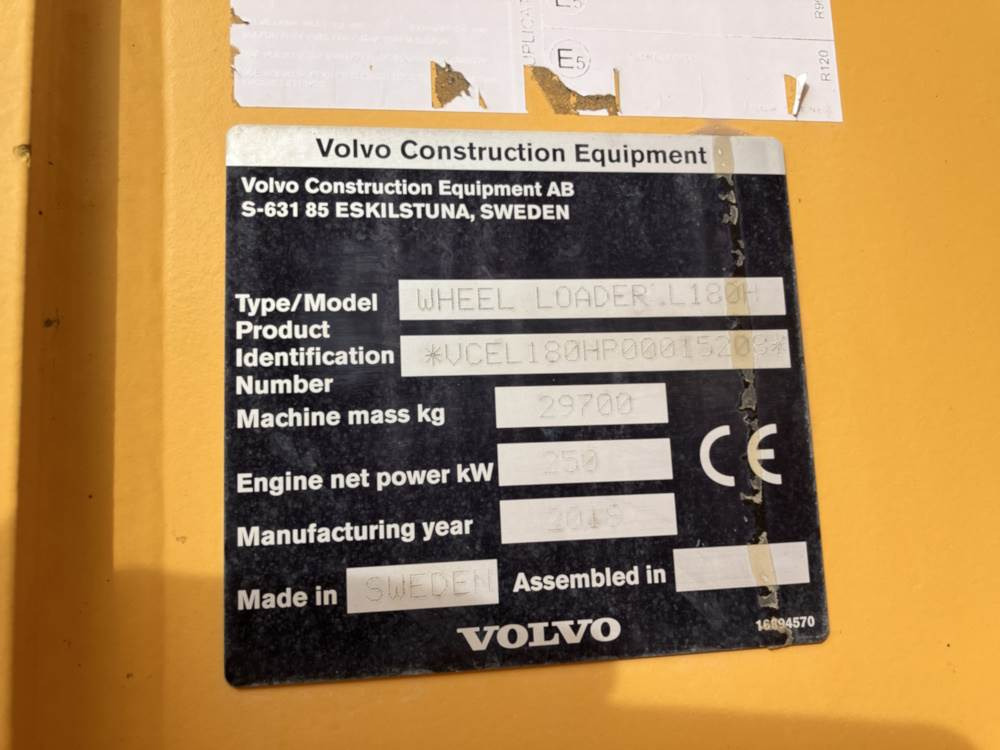 UPLICAT
E5
R120
Volvo Construction Equipment
Volvo Construction Equipment AB
S-631 85 ESKILSTUNA, SWEDEN
Type/Model WHEEL LOADER L180H
Product
Identification
Number
Machine mass kg 29700
Engine net power kW 250
Manufacturing year
Made in SWEDEN Assembled in
VOLVO